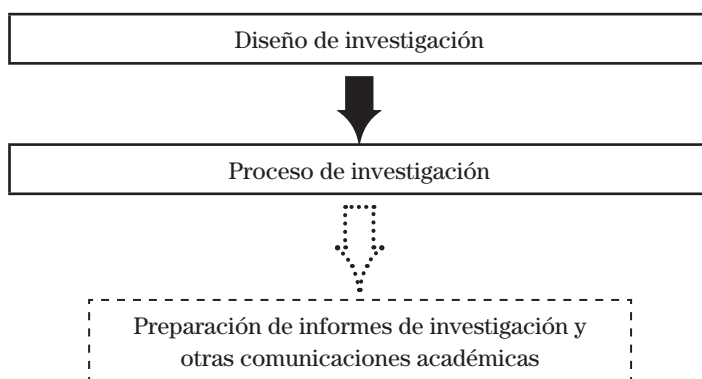 Diseño de investigación
Proceso de investigación
Preparación de informes de investigación y
otras comunicaciones académicas